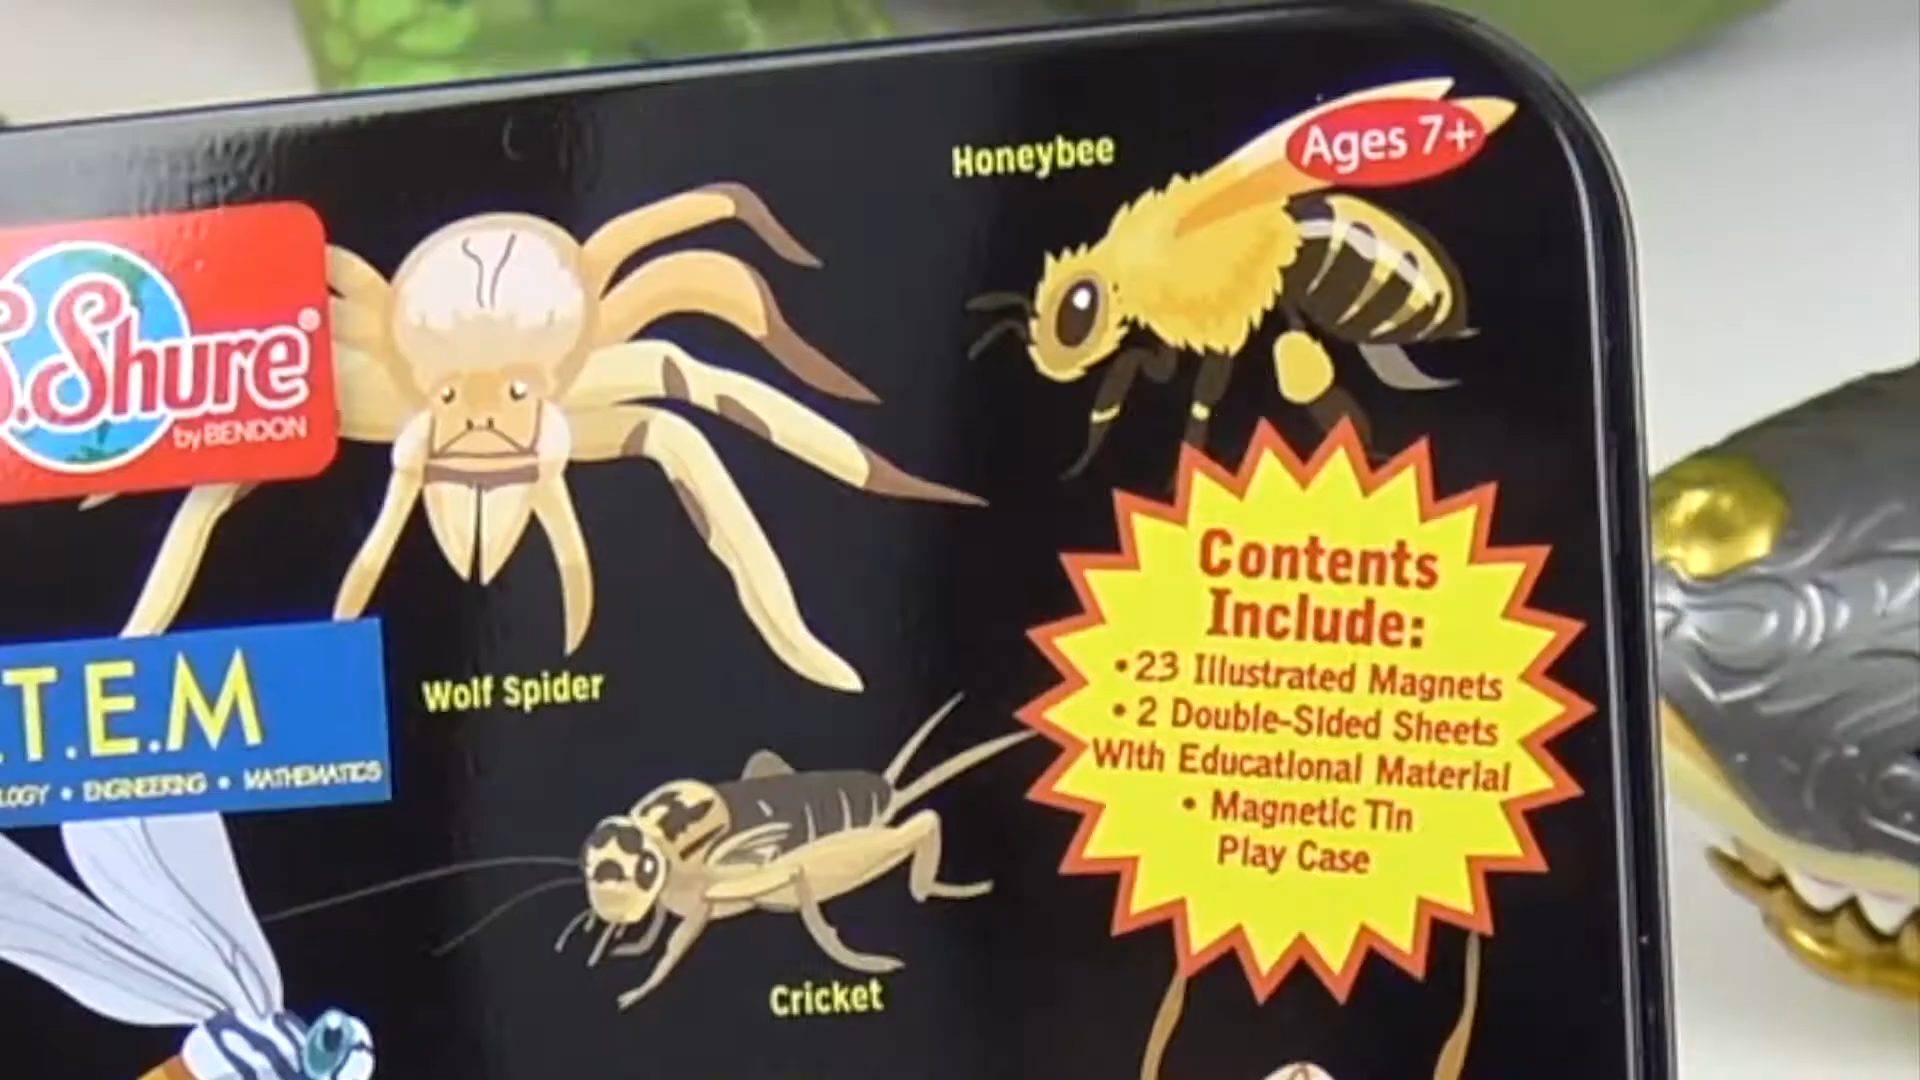 Honeybee
Ages 7+
S.Shure®
by BENDON
T.E.M
ENGINEERING • MATHEMATICS
Wolf Spider
Cricket
Contents
Include:
• 23 Illustrated Magnets
• 2 Double-Sided Sheets
With Educational Material
• Magnetic Tin
Play Case